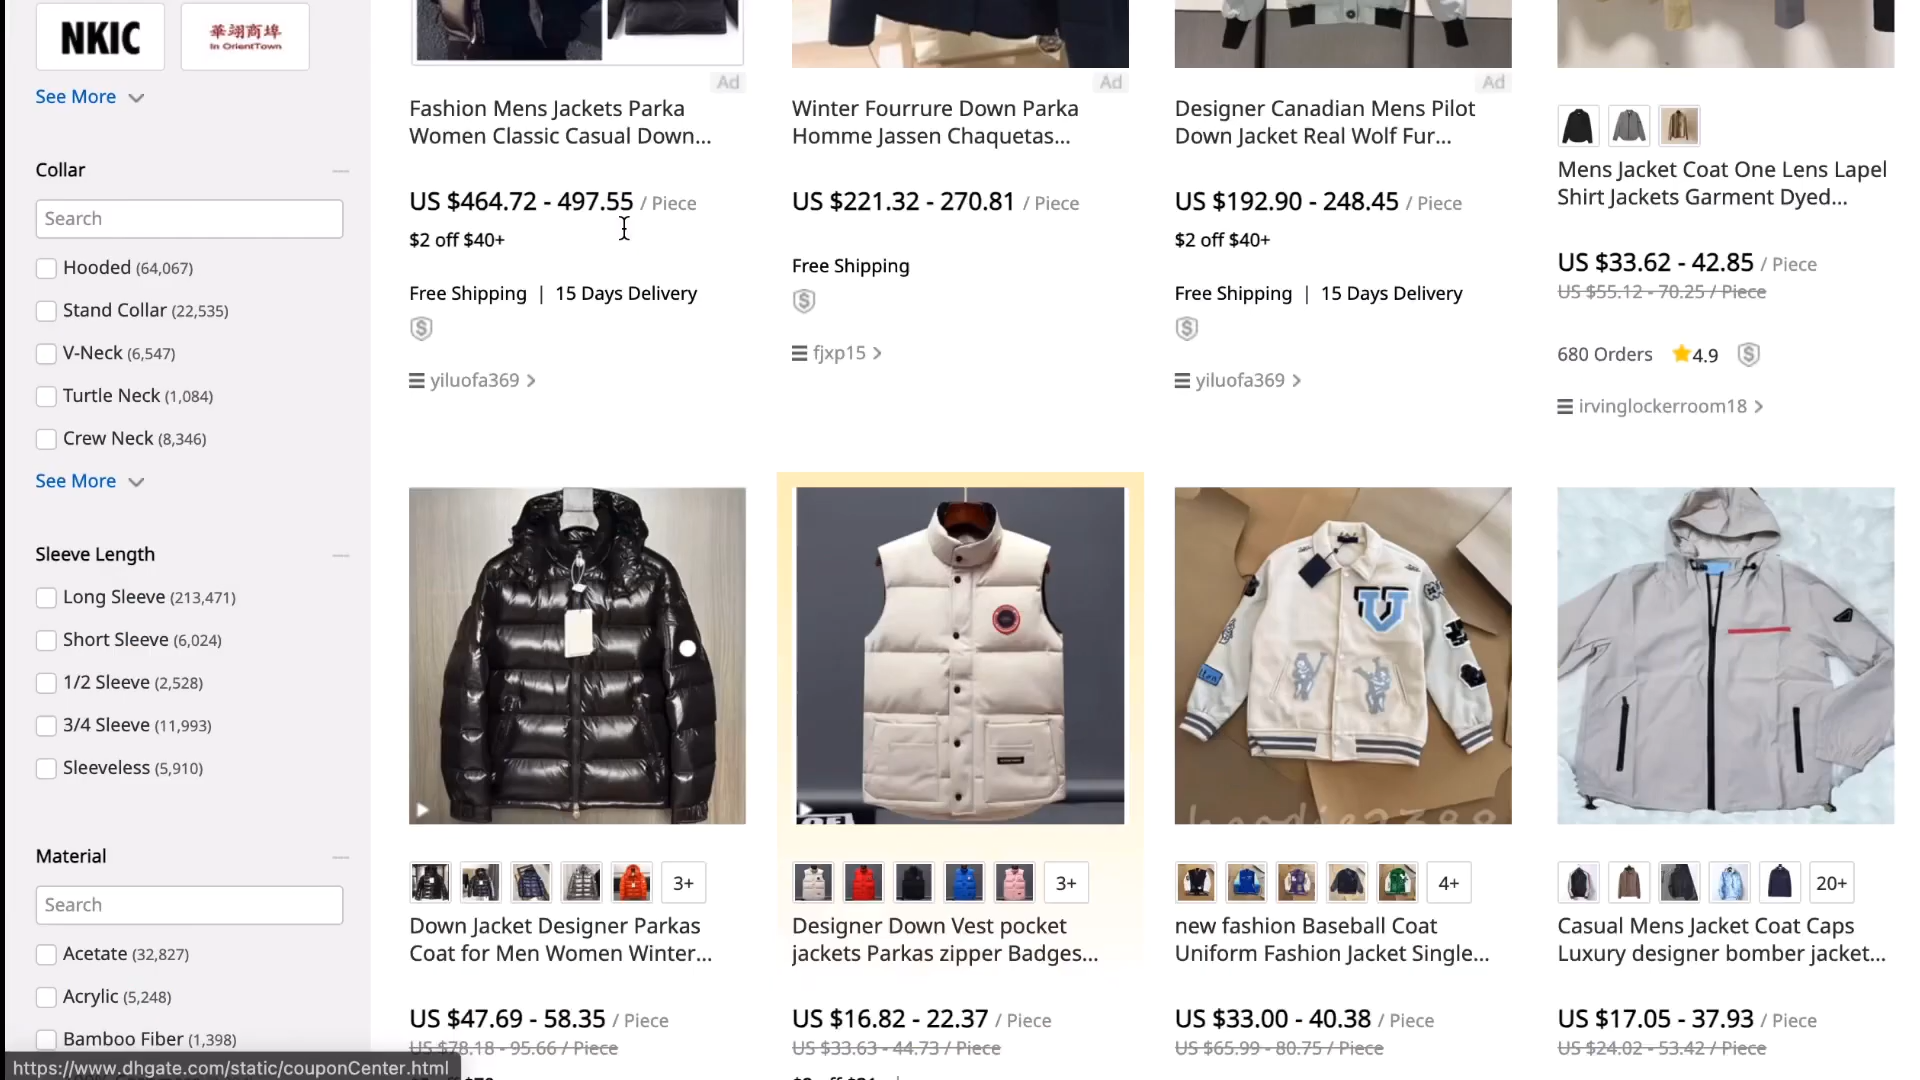 NKIC
華翊商埠
In OrientTown
See More
Collar
Search
Hooded (64,067)
Stand Collar (22,535)
V-Neck (6,547)
Turtle Neck (1,084)
Crew Neck (8,346)
See More
Sleeve Length
Long Sleeve (213,471)
Short Sleeve (6,024)
1/2 Sleeve (2,528)
3/4 Sleeve (11,993)
Sleeveless (5,910)
Material
Search
Acetate (32,827)
Acrylic (5,248)
Bamboo Fiber (1,398)
https://www.dhgate.com/static/couponCenter.html
Ad
Fashion Mens Jackets Parka
Women Classic Casual Down...
US $464.72 - 497.55 / Piece
$2 off $40+
Free Shipping | 15 Days Delivery
yiluofa369
Ad
Winter Fourrure Down Parka
Homme Jassen Chaquetas...
US $221.32 - 270.81 / Piece
Free Shipping
fjxp15
Ad
Designer Canadian Mens Pilot
Down Jacket Real Wolf Fur...
US $192.90 - 248.45 / Piece
$2 off $40+
Free Shipping | 15 Days Delivery
yiluofa369
Mens Jacket Coat One Lens Lapel
Shirt Jackets Garment Dyed...
US $33.62 - 42.85 / Piece
US $55.12 - 70.25 / Piece
680 Orders 4.9
irvinglockerroom18
3+
Down Jacket Designer Parkas
Coat for Men Women Winter...
US $47.69 - 58.35 / Piece
US $78.18 - 95.66 / Piece
3+
Designer Down Vest pocket
jackets Parkas zipper Badges...
US $16.82 - 22.37 / Piece
US $33.63 - 44.73 / Piece
4+
new fashion Baseball Coat
Uniform Fashion Jacket Single...
US $33.00 - 40.38 / Piece
US $65.99 - 80.75 / Piece
20+
Casual Mens Jacket Coat Caps
Luxury designer bomber jacket...
US $17.05 - 37.93 / Piece
US $24.02 - 53.42 / Piece